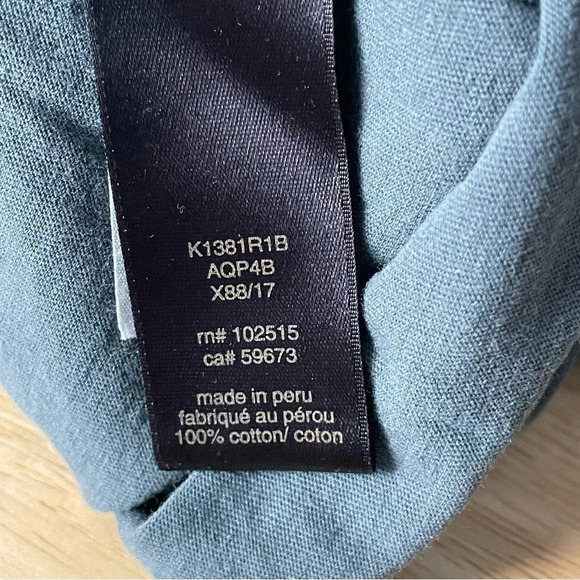 K1381R1B
AQP4B
X88/17
rn# 102515
ca# 59673
made in peru
fabriqué au pérou
100% cotton/ coton